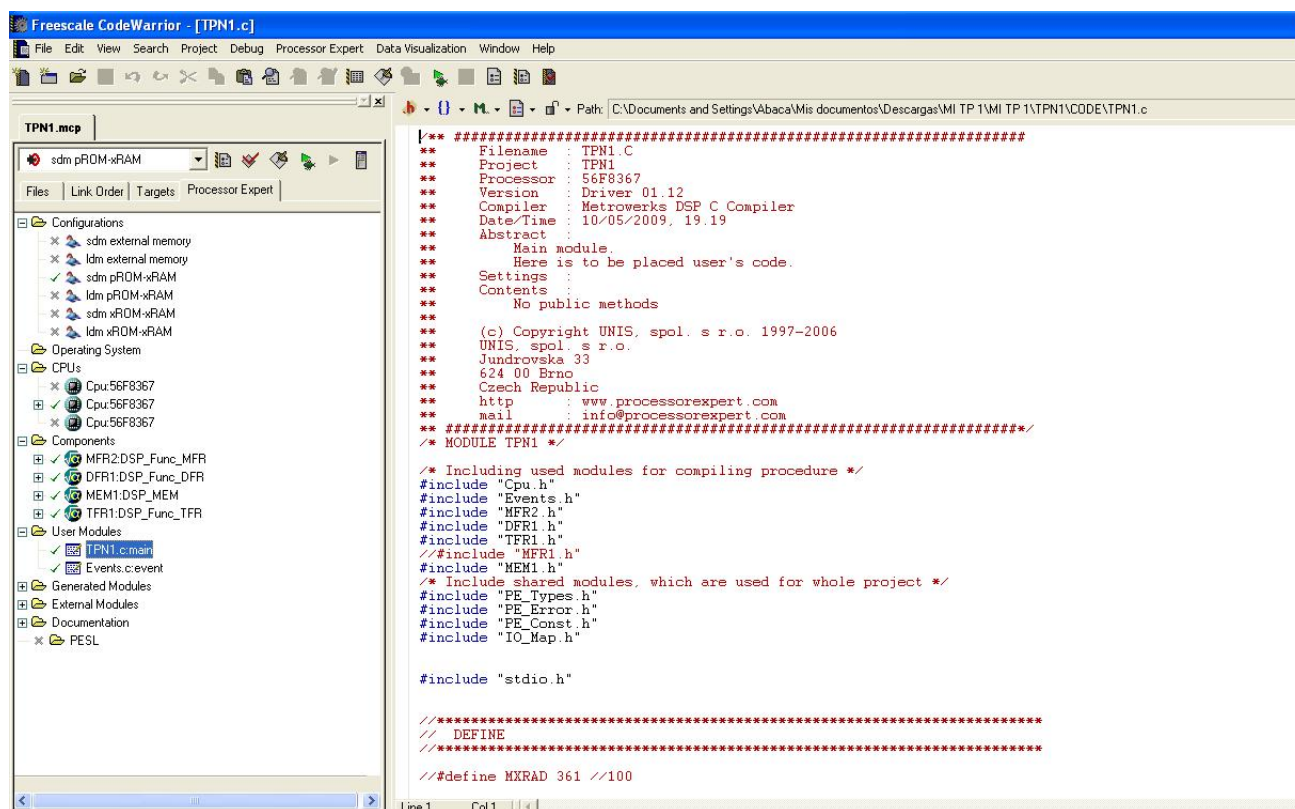 Freescale CodeWarrior - [TPN1.c]
File Edit View Search Project Debug Processor Expert Data Visualization Window Help
Path: C:\Documents and Settings\Abaca\Mis documentos\Descargas\MI TP 1\MI TP 1\TPN1\CODE\TPN1.c
TPN1.mcp
sdm pROM-xRAM
Files Link Order Targets Processor Expert
Configurations
sdm external memory
ldm external memory
sdm pROM-xRAM
ldm pROM-xRAM
sdm xROM-xRAM
ldm xROM-xRAM
Operating System
CPUs
Cpu:56F8367
Cpu:56F8367
Cpu:56F8367
Components
MFR2:DSP_Func_MFR
DFR1:DSP_Func_DFR
MEM1:DSP_MEM
TFR1:DSP_Func_TFR
User Modules
TPN1.c:main
Events.c:event
Generated Modules
External Modules
Documentation
PESL
/** ###################################################################
** Filename : TPN1.C
** Project : TPN1
** Processor : 56F8367
** Version : Driver 01.12
** Compiler : Metrowerks DSP C Compiler
** Date/Time : 10/05/2009, 19.19
** Abstract :
** Main module.
** Here is to be placed user's code.
** Settings :
** Contents :
** No public methods
**
** (c) Copyright UNIS, spol. s r.o. 1997-2006
** UNIS, spol. s r.o.
** Jundrovska 33
** 624 00 Brno
** Czech Republic
** http : www.processorexpert.com
** mail : info@processorexpert.com
** ###################################################################*/
/* MODULE TPN1 */
/* Including used modules for compiling procedure */
#include "Cpu.h"
#include "Events.h"
#include "MFR2.h"
#include "DFR1.h"
#include "TFR1.h"
//#include "MFR1.h"
#include "MEM1.h"
/* Include shared modules, which are used for whole project */
#include "PE_Types.h"
#include "PE_Error.h"
#include "PE_Const.h"
#include "IO_Map.h"
#include "stdio.h"
//***********************************************************************
// DEFINE
//***********************************************************************
//#define MXRAD 361 //100
Line 1 Col 1